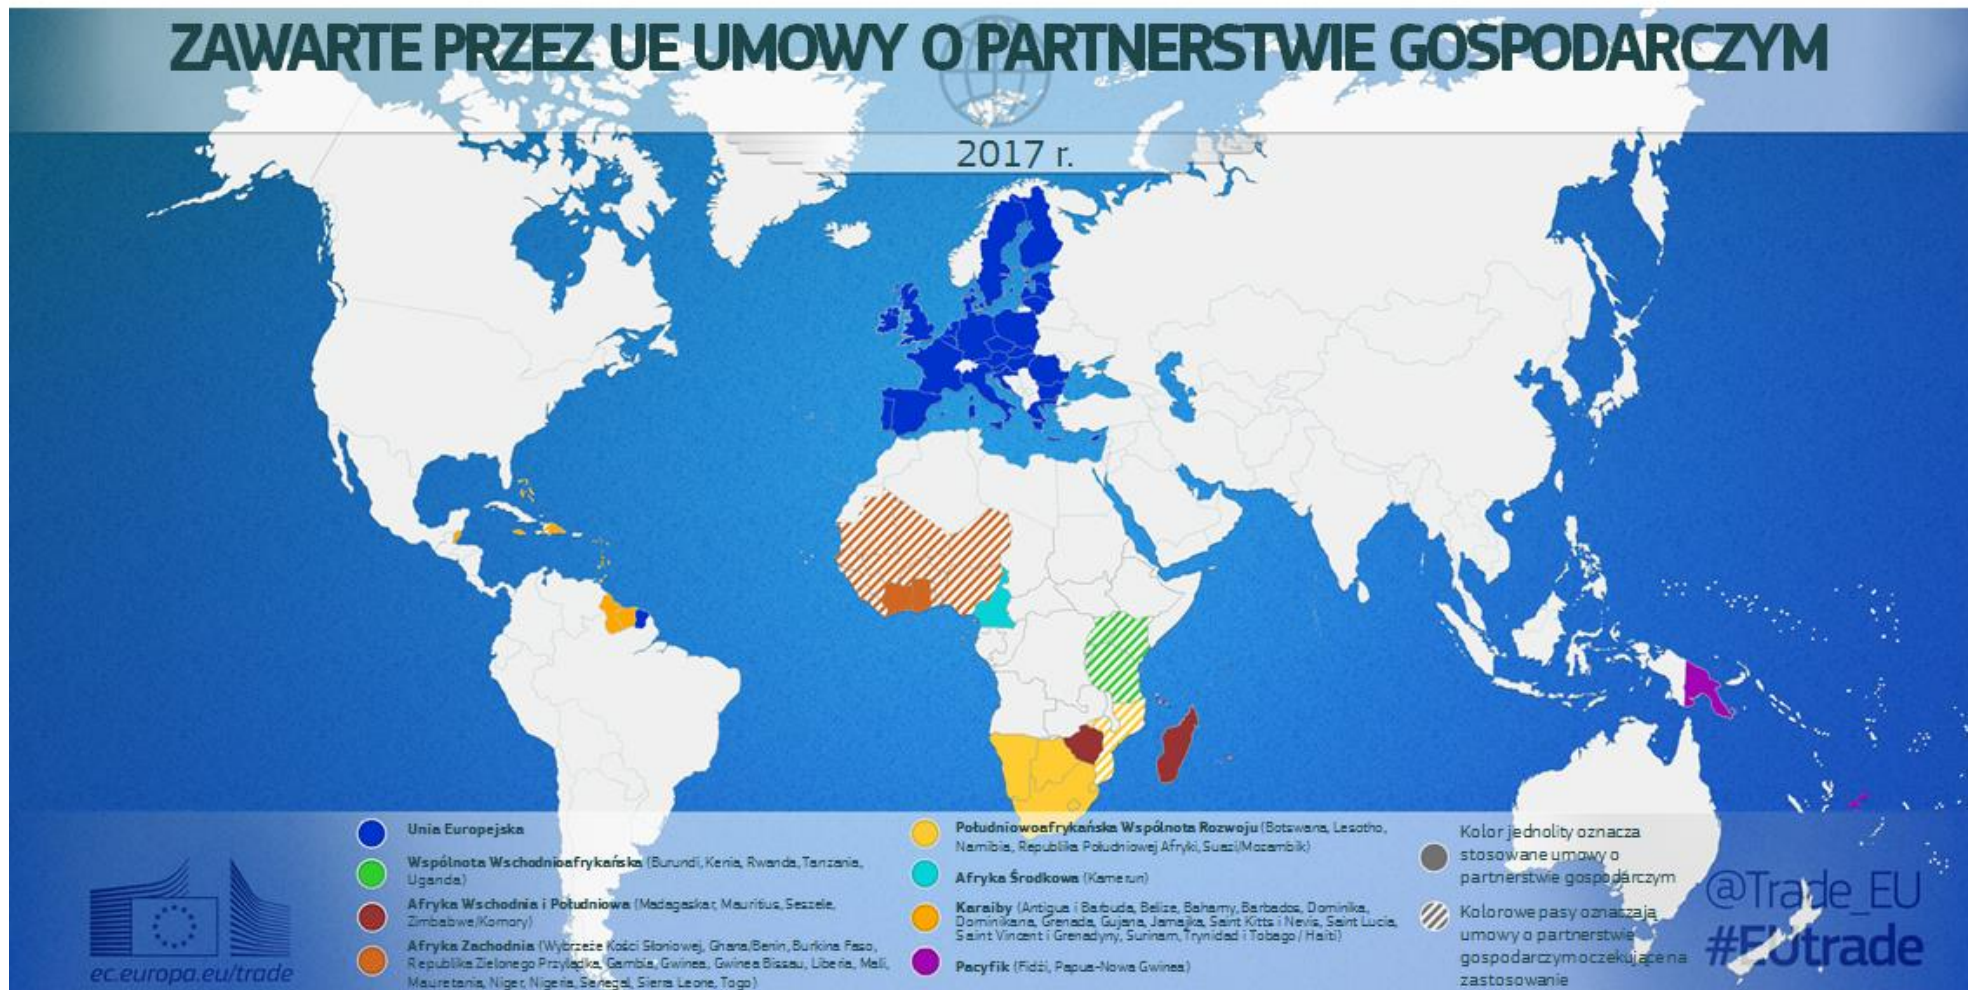 ZAWARTE PRZEZ UE UMOWY O PARTNERSTWIE GOSPODARCZYM
2017 r.
Unia Europejska
Wspólnota Wschodnioafrykańska (Burundi, Kenia, Rwanda, Tanzania,
Uganda)
Afryka Wschodnia i Południowa (Madagaskar, Mauritius, Seszele,
Zimbabwe/Komory)
Afryka Zachodnia (Wybrzeże Kości Słoniowej, Ghana/Benin, Burkina Faso,
Republika Zielonego Przylądka, Gambia, Gwinea, Gwinea Bissau, Liberia, Mali,
Mauretania, Niger, Nigeria, Senegal, Sierra Leone, Togo)
Południowoafrykańska Wspólnota Rozwoju (Botswana, Lesotho,
Namibia, Republika Południowej Afryki, Suazi/Mozambik)
Afryka Środkowa (Kamerun)
Karaiby (Antigua i Barbuda, Belize, Bahamy, Barbados, Dominika,
Dominikana, Grenada, Gujana, Jamajka, Saint Kitts i Nevis, Saint Lucia,
Saint Vincent i Grenadyny, Surinam, Trynidad i Tobago / Haiti)
Pacyfik (Fidżi, Papua-Nowa Gwinea)
Kolor jednolity oznacza
stosowane umowy o
partnerstwie gospodarczym
Kolorowe pasy oznaczają
umowy o partnerstwie
gospodarczym oczekujące na
zastosowanie
ec.europa.eu/trade
@Trade_EU
#EUtrade